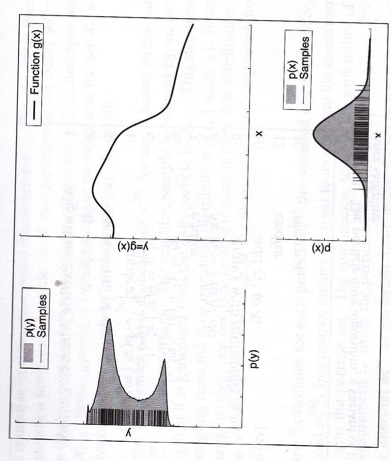 p(y)
Samples
y
p(y)
Function g(x)
y=g(x)
x
p(x)
Samples
p(x)
x